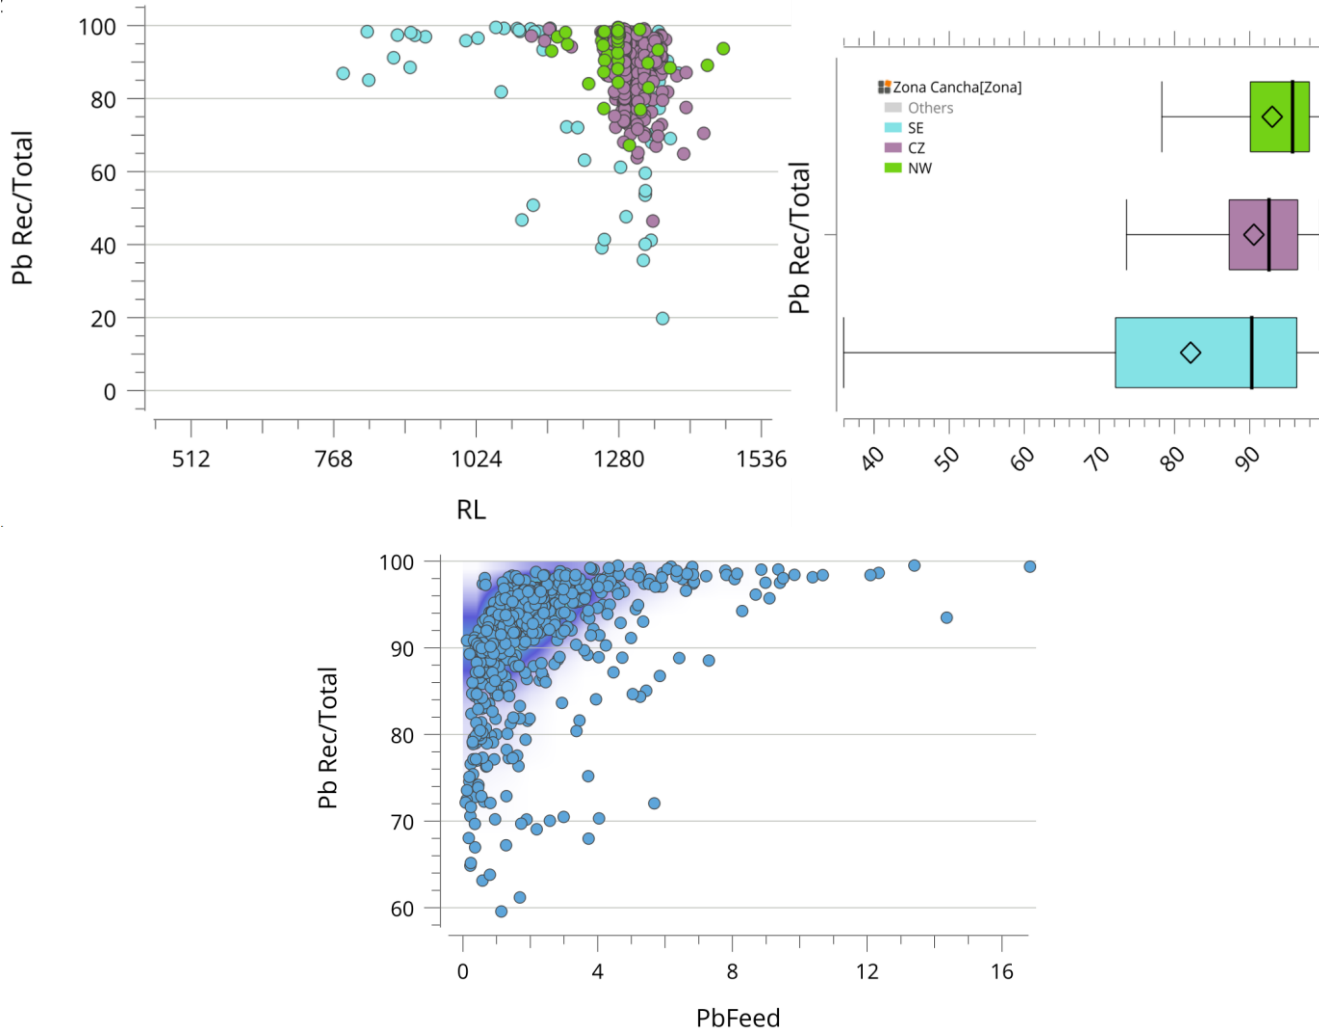 100
80
60
40
20
0
Pb Rec/Total
512 768 1024 1280 1536
RL
Zona Cancha[Zona]
Others
SE
CZ
NW
Pb Rec/Total
40 50 60 70 80 90
100
90
80
70
60
Pb Rec/Total
0 4 8 12 16
PbFeed